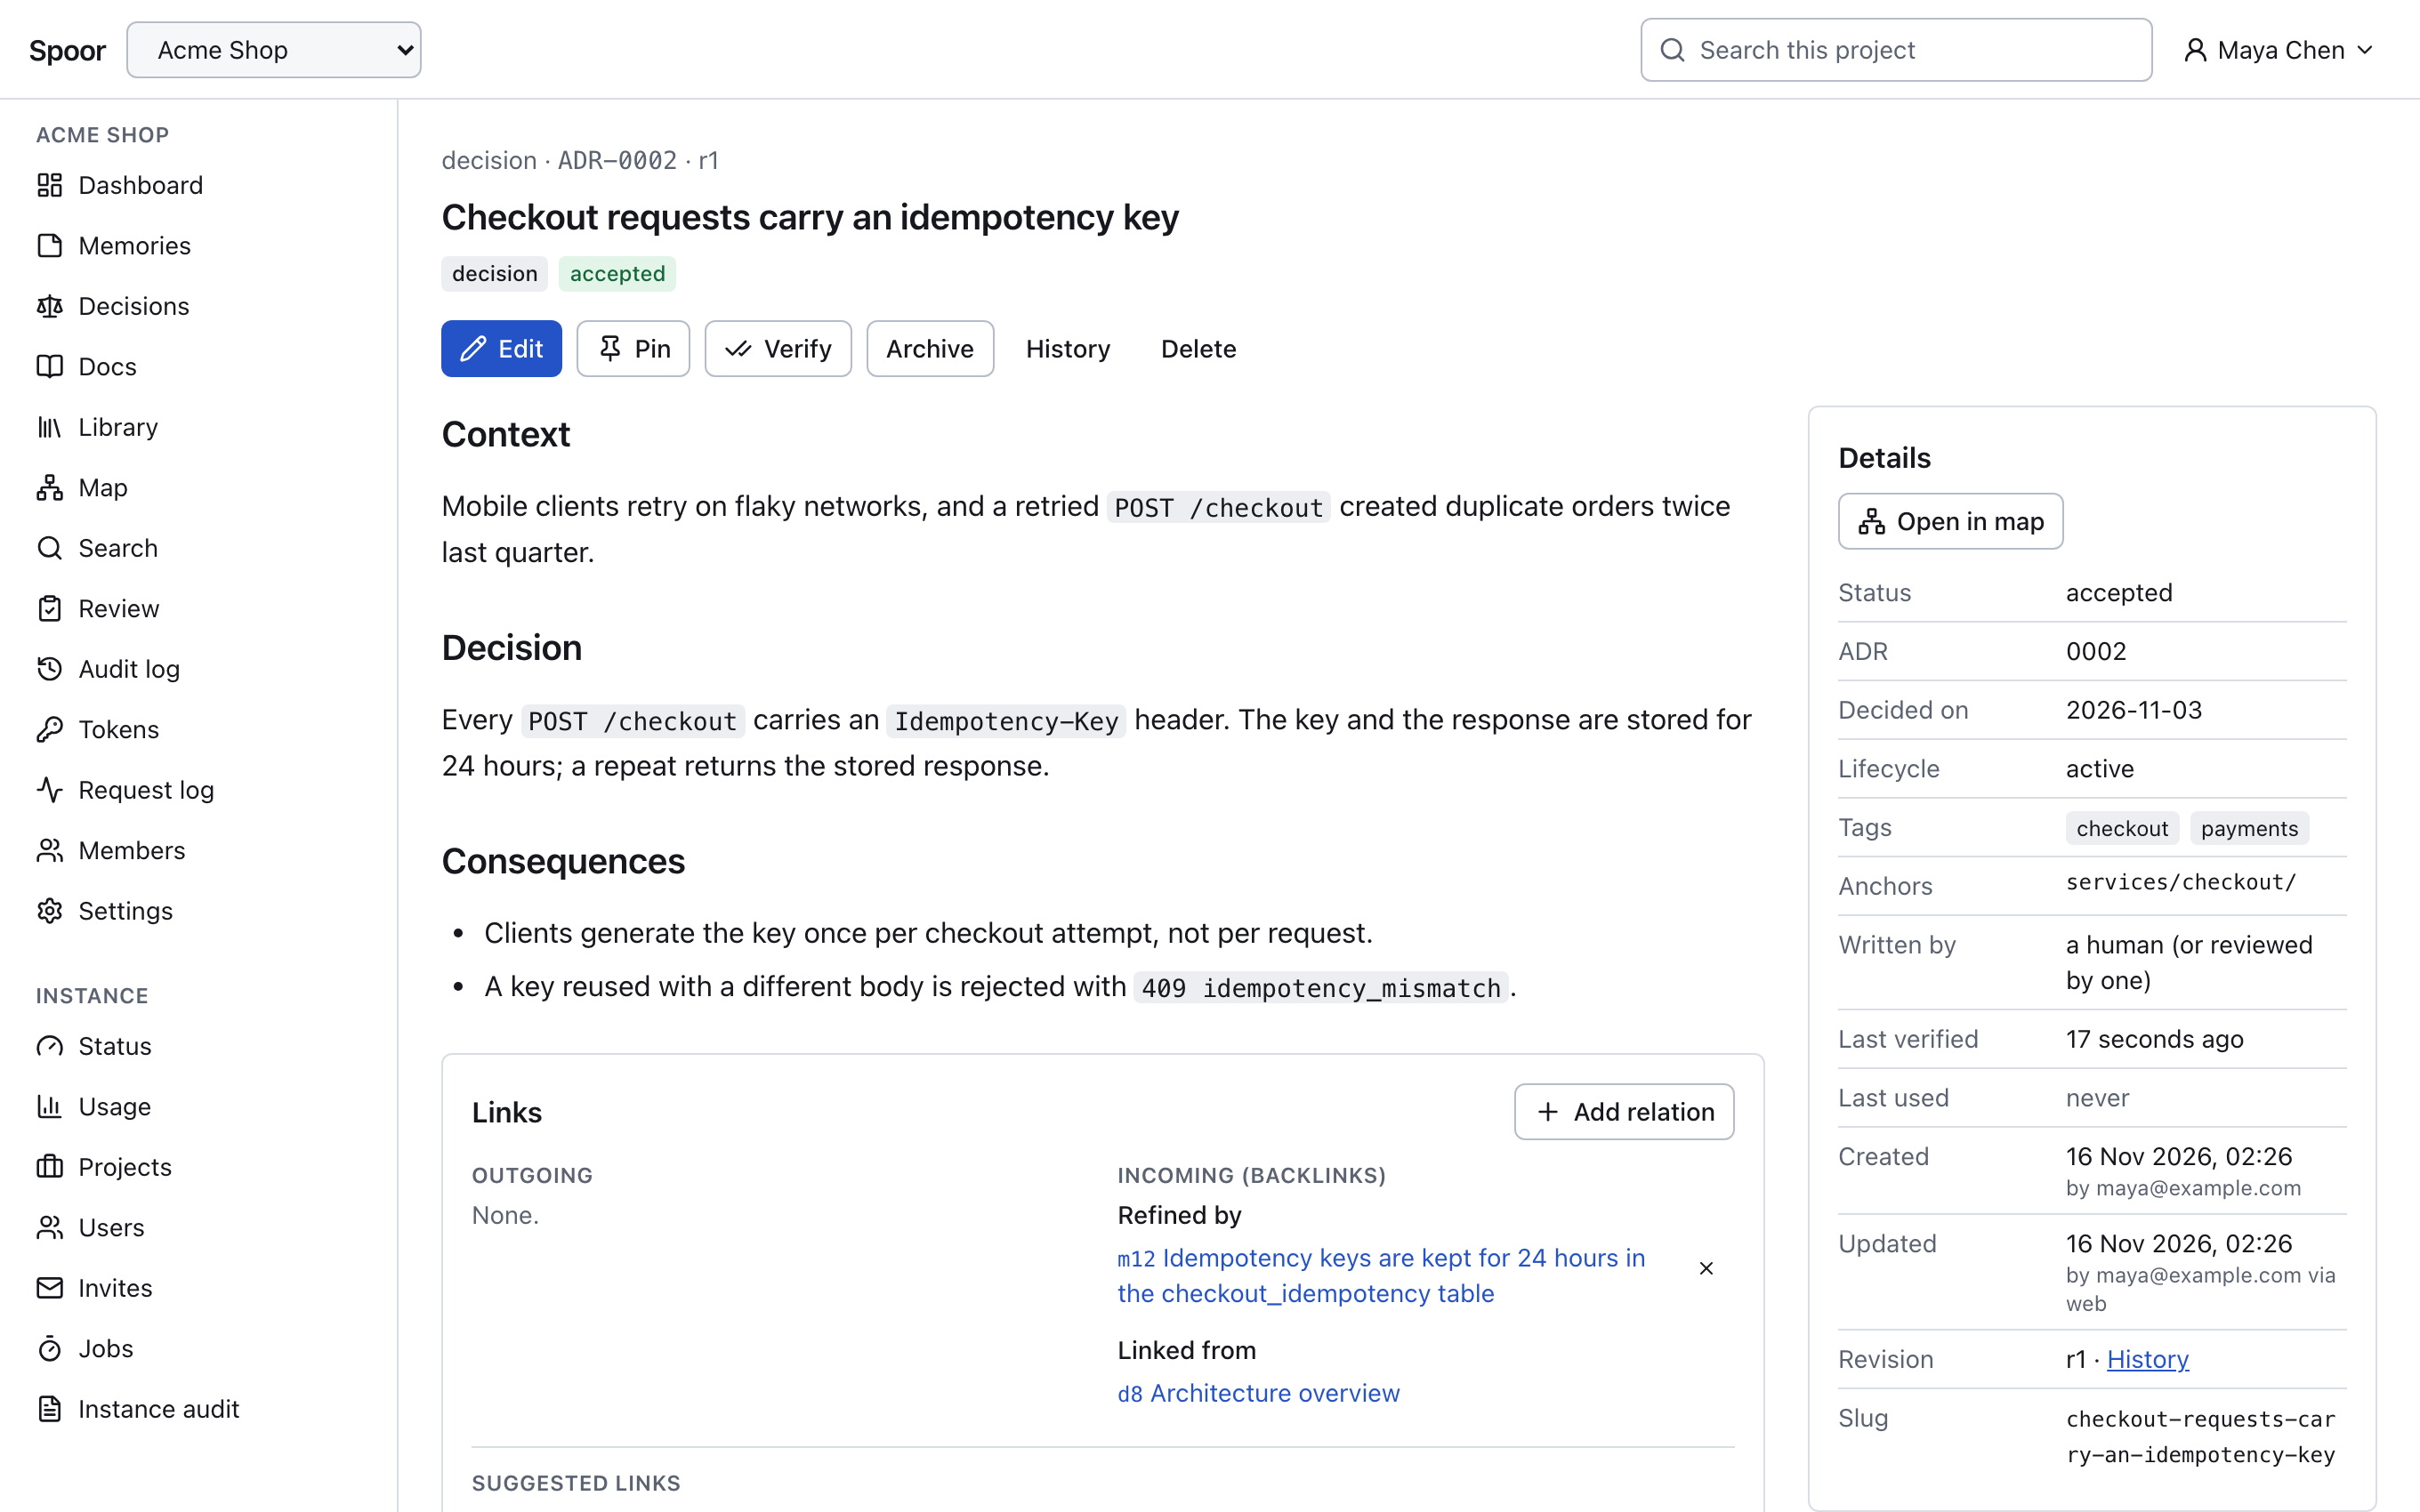 Spoor
Acme Shop
Search this project
Maya Chen
ACME SHOP
Dashboard
Memories
Decisions
Docs
Library
Map
Search
Review
Audit log
Tokens
Request log
Members
Settings
INSTANCE
Status
Usage
Projects
Users
Invites
Jobs
Instance audit
decision · ADR-0002 · r1
Checkout requests carry an idempotency key
decision accepted
Edit Pin Verify Archive History Delete
Context
Mobile clients retry on flaky networks, and a retried POST /checkout created duplicate orders twice
last quarter.
Decision
Every POST /checkout carries an Idempotency-Key header. The key and the response are stored for
24 hours; a repeat returns the stored response.
Consequences
• Clients generate the key once per checkout attempt, not per request.
• A key reused with a different body is rejected with 409 idempotency_mismatch.
Links
Add relation
OUTGOING
None.
INCOMING (BACKLINKS)
Refined by
m12 Idempotency keys are kept for 24 hours in
the checkout_idempotency table
Linked from
d8 Architecture overview
SUGGESTED LINKS
Details
Open in map
Status accepted
ADR 0002
Decided on 2026-11-03
Lifecycle active
Tags checkout payments
Anchors services/checkout/
Written by a human (or reviewed
by one)
Last verified 17 seconds ago
Last used never
Created 16 Nov 2026, 02:26
by maya@example.com
Updated 16 Nov 2026, 02:26
by maya@example.com via
web
Revision r1 · History
Slug checkout-requests-car
ry-an-idempotency-key